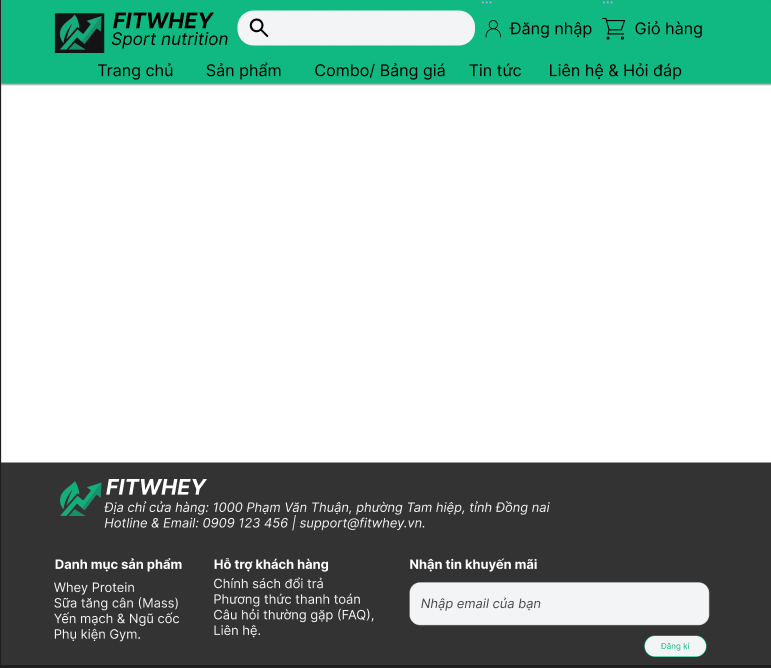 FITWHEY
Sport nutrition
Đăng nhập
Giỏ hàng
Trang chủ
Sản phẩm
Combo/ Bảng giá
Tin tức
Liên hệ & Hỏi đáp
FITWHEY
Địa chỉ cửa hàng: 1000 Phạm Văn Thuận, phường Tam hiệp, tỉnh Đồng nai
Hotline & Email: 0909 123 456 | support@fitwhey.vn.
Danh mục sản phẩm
Whey Protein
Sữa tăng cân (Mass)
Yến mạch & Ngũ cốc
Phụ kiện Gym.
Hỗ trợ khách hàng
Chính sách đổi trả
Phương thức thanh toán
Câu hỏi thường gặp (FAQ),
Liên hệ.
Nhận tin khuyến mãi
Nhập email của bạn
Đăng kí